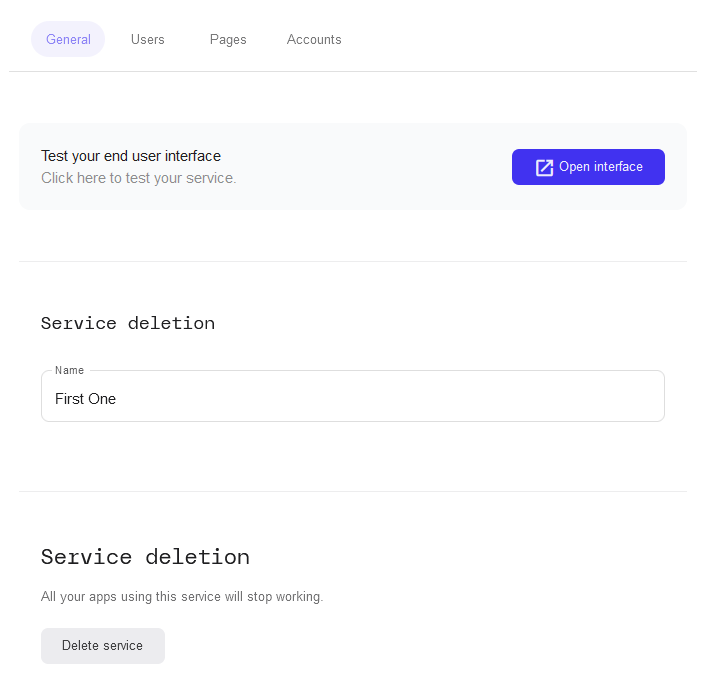 General Users Pages Accounts
Test your end user interface
Click here to test your service.
Open interface
Service deletion
Name
First One
Service deletion
All your apps using this service will stop working.
Delete service